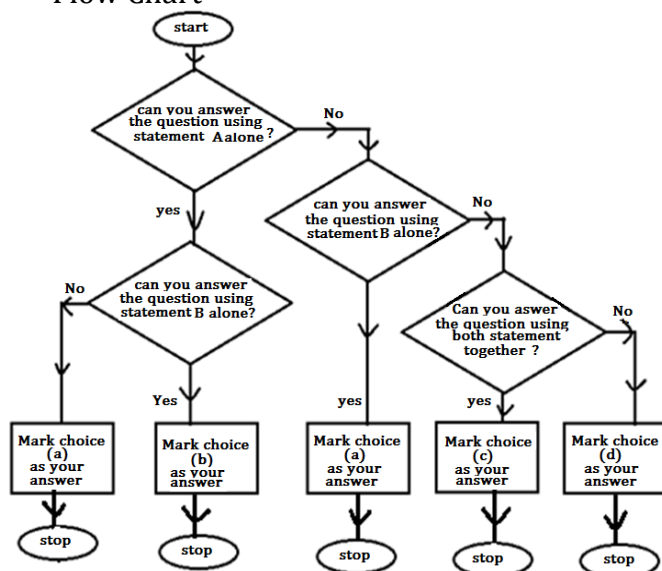 Flow Chart
start
can you answer
the question using
statement A alone ?
No
yes
can you answer
the question using
statement B alone?
No
can you answer
the question using
statement B alone?
No
Can you aswer
the question using
both statement
together ?
No
Yes
yes
yes
Mark choice
(a)
as your
answer
Mark choice
(b)
as your
answer
Mark choice
(a)
as your
answer
Mark choice
(c)
as your
answer
Mark choice
(d)
as your
answer
stop
stop
stop
stop
stop